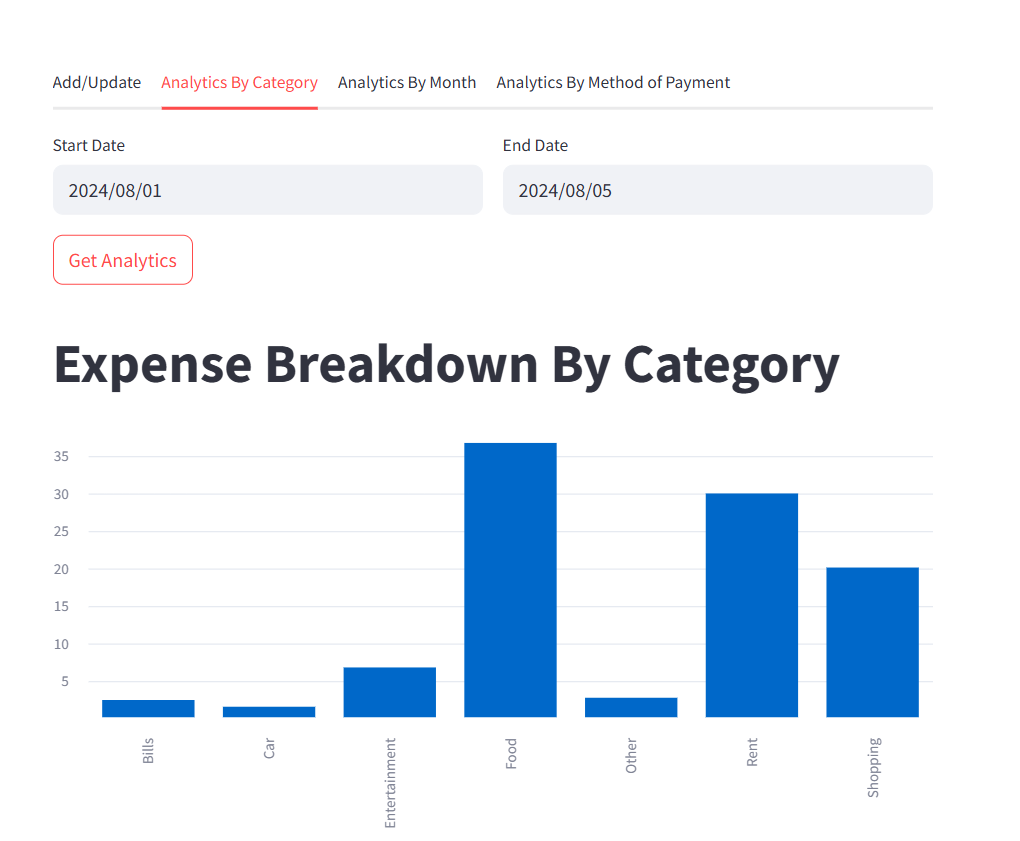 Add/Update Analytics By Category Analytics By Month Analytics By Method of Payment
Start Date End Date
2024/08/01 2024/08/05
Get Analytics
Expense Breakdown By Category
35
30
25
20
15
10
5
Bills Car Entertainment Food Other Rent Shopping